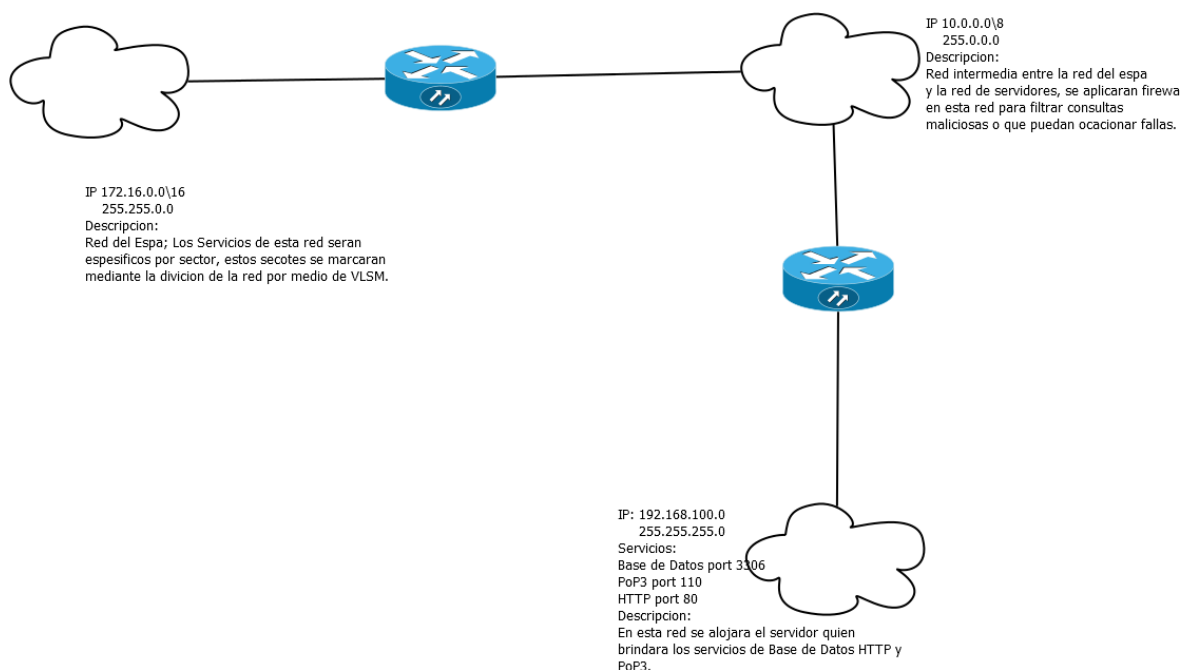 IP 10.0.0.0\8
255.0.0.0
Descripcion:
Red intermedia entre la red del espa
y la red de servidores, se aplicaran firewa
en esta red para filtrar consultas
maliciosas o que puedan ocacionar fallas.
IP 172.16.0.0\16
255.255.0.0
Descripcion:
Red del Espa; Los Servicios de esta red seran
espesificos por sector, estos secotes se marcaran
mediante la divicion de la red por medio de VLSM.
IP: 192.168.100.0
255.255.255.0
Servicios:
Base de Datos port 3306
PoP3 port 110
HTTP port 80
Descripcion:
En esta red se alojara el servidor quien
brindara los servicios de Base de Datos HTTP y
PoP3.